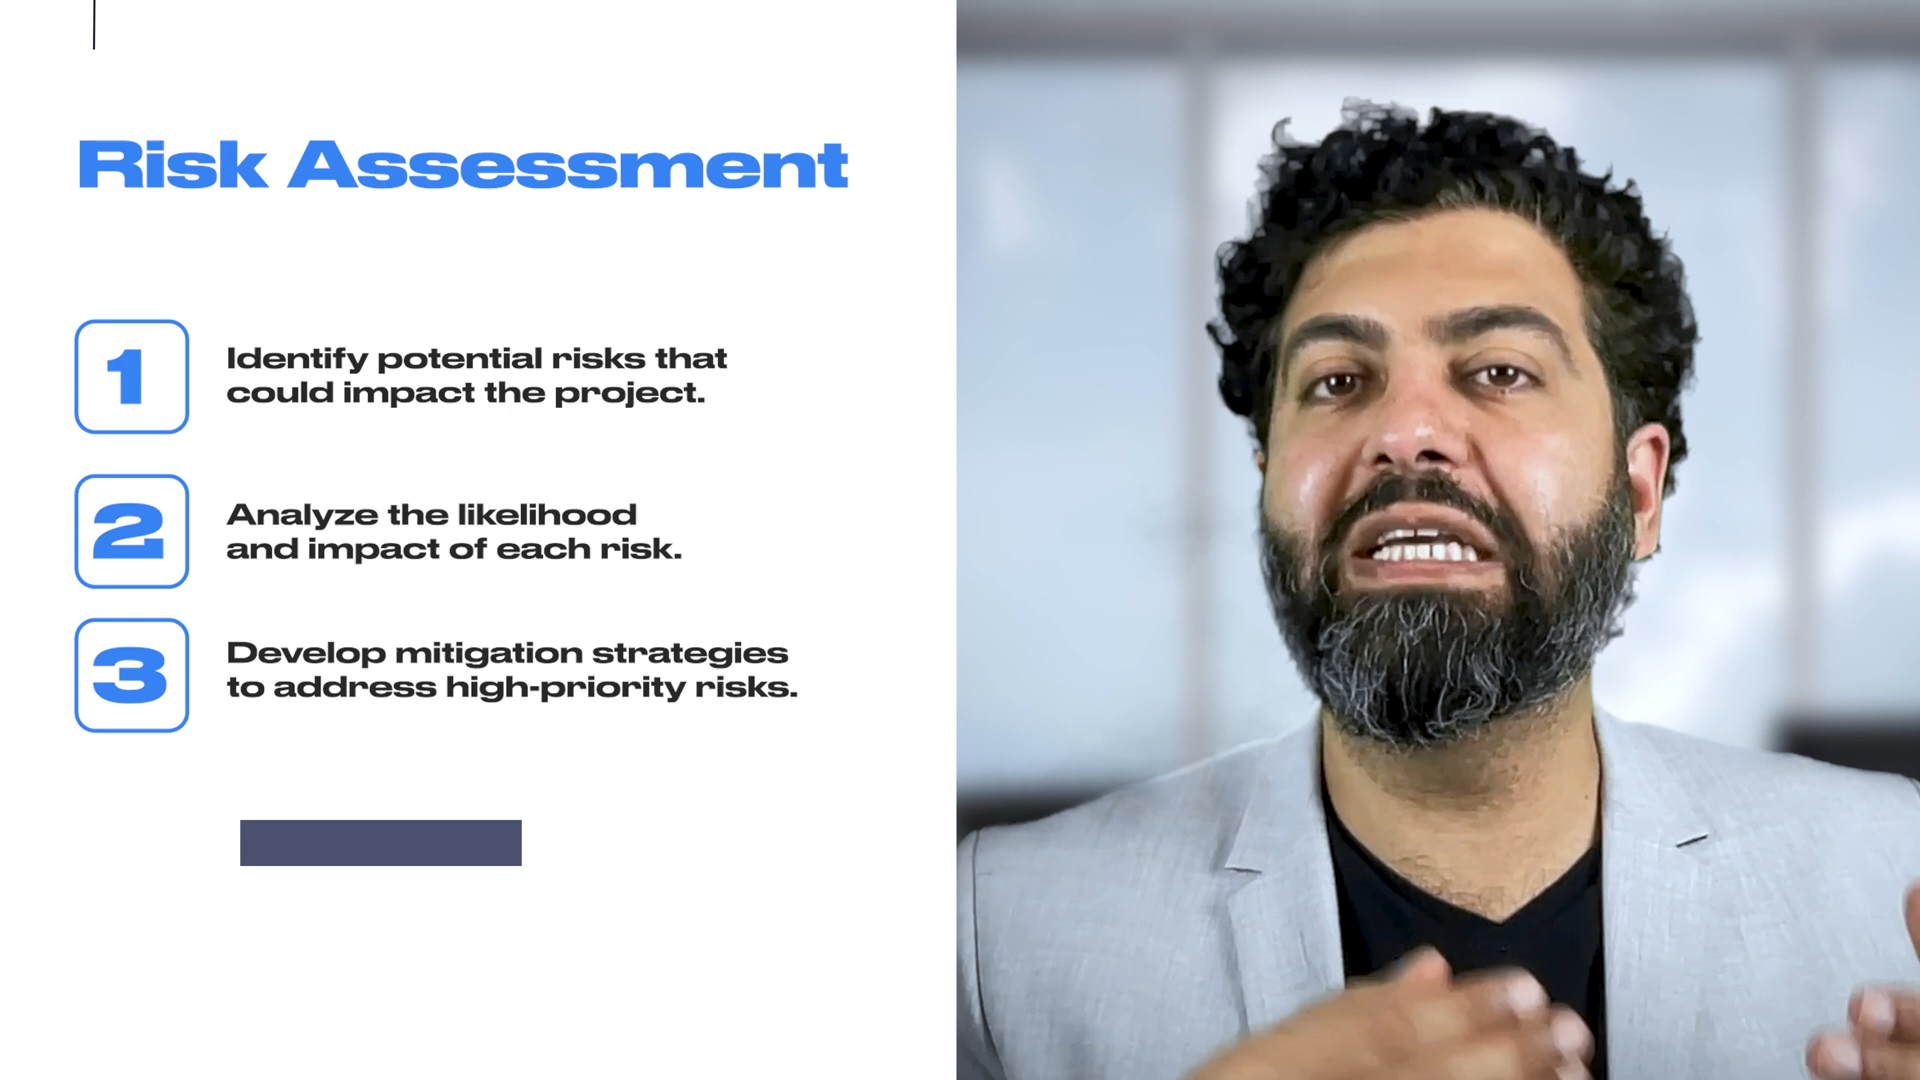 Risk Assessment
1
Identify potential risks that
could impact the project.
2
Analyze the likelihood
and impact of each risk.
3
Develop mitigation strategies
to address high-priority risks.